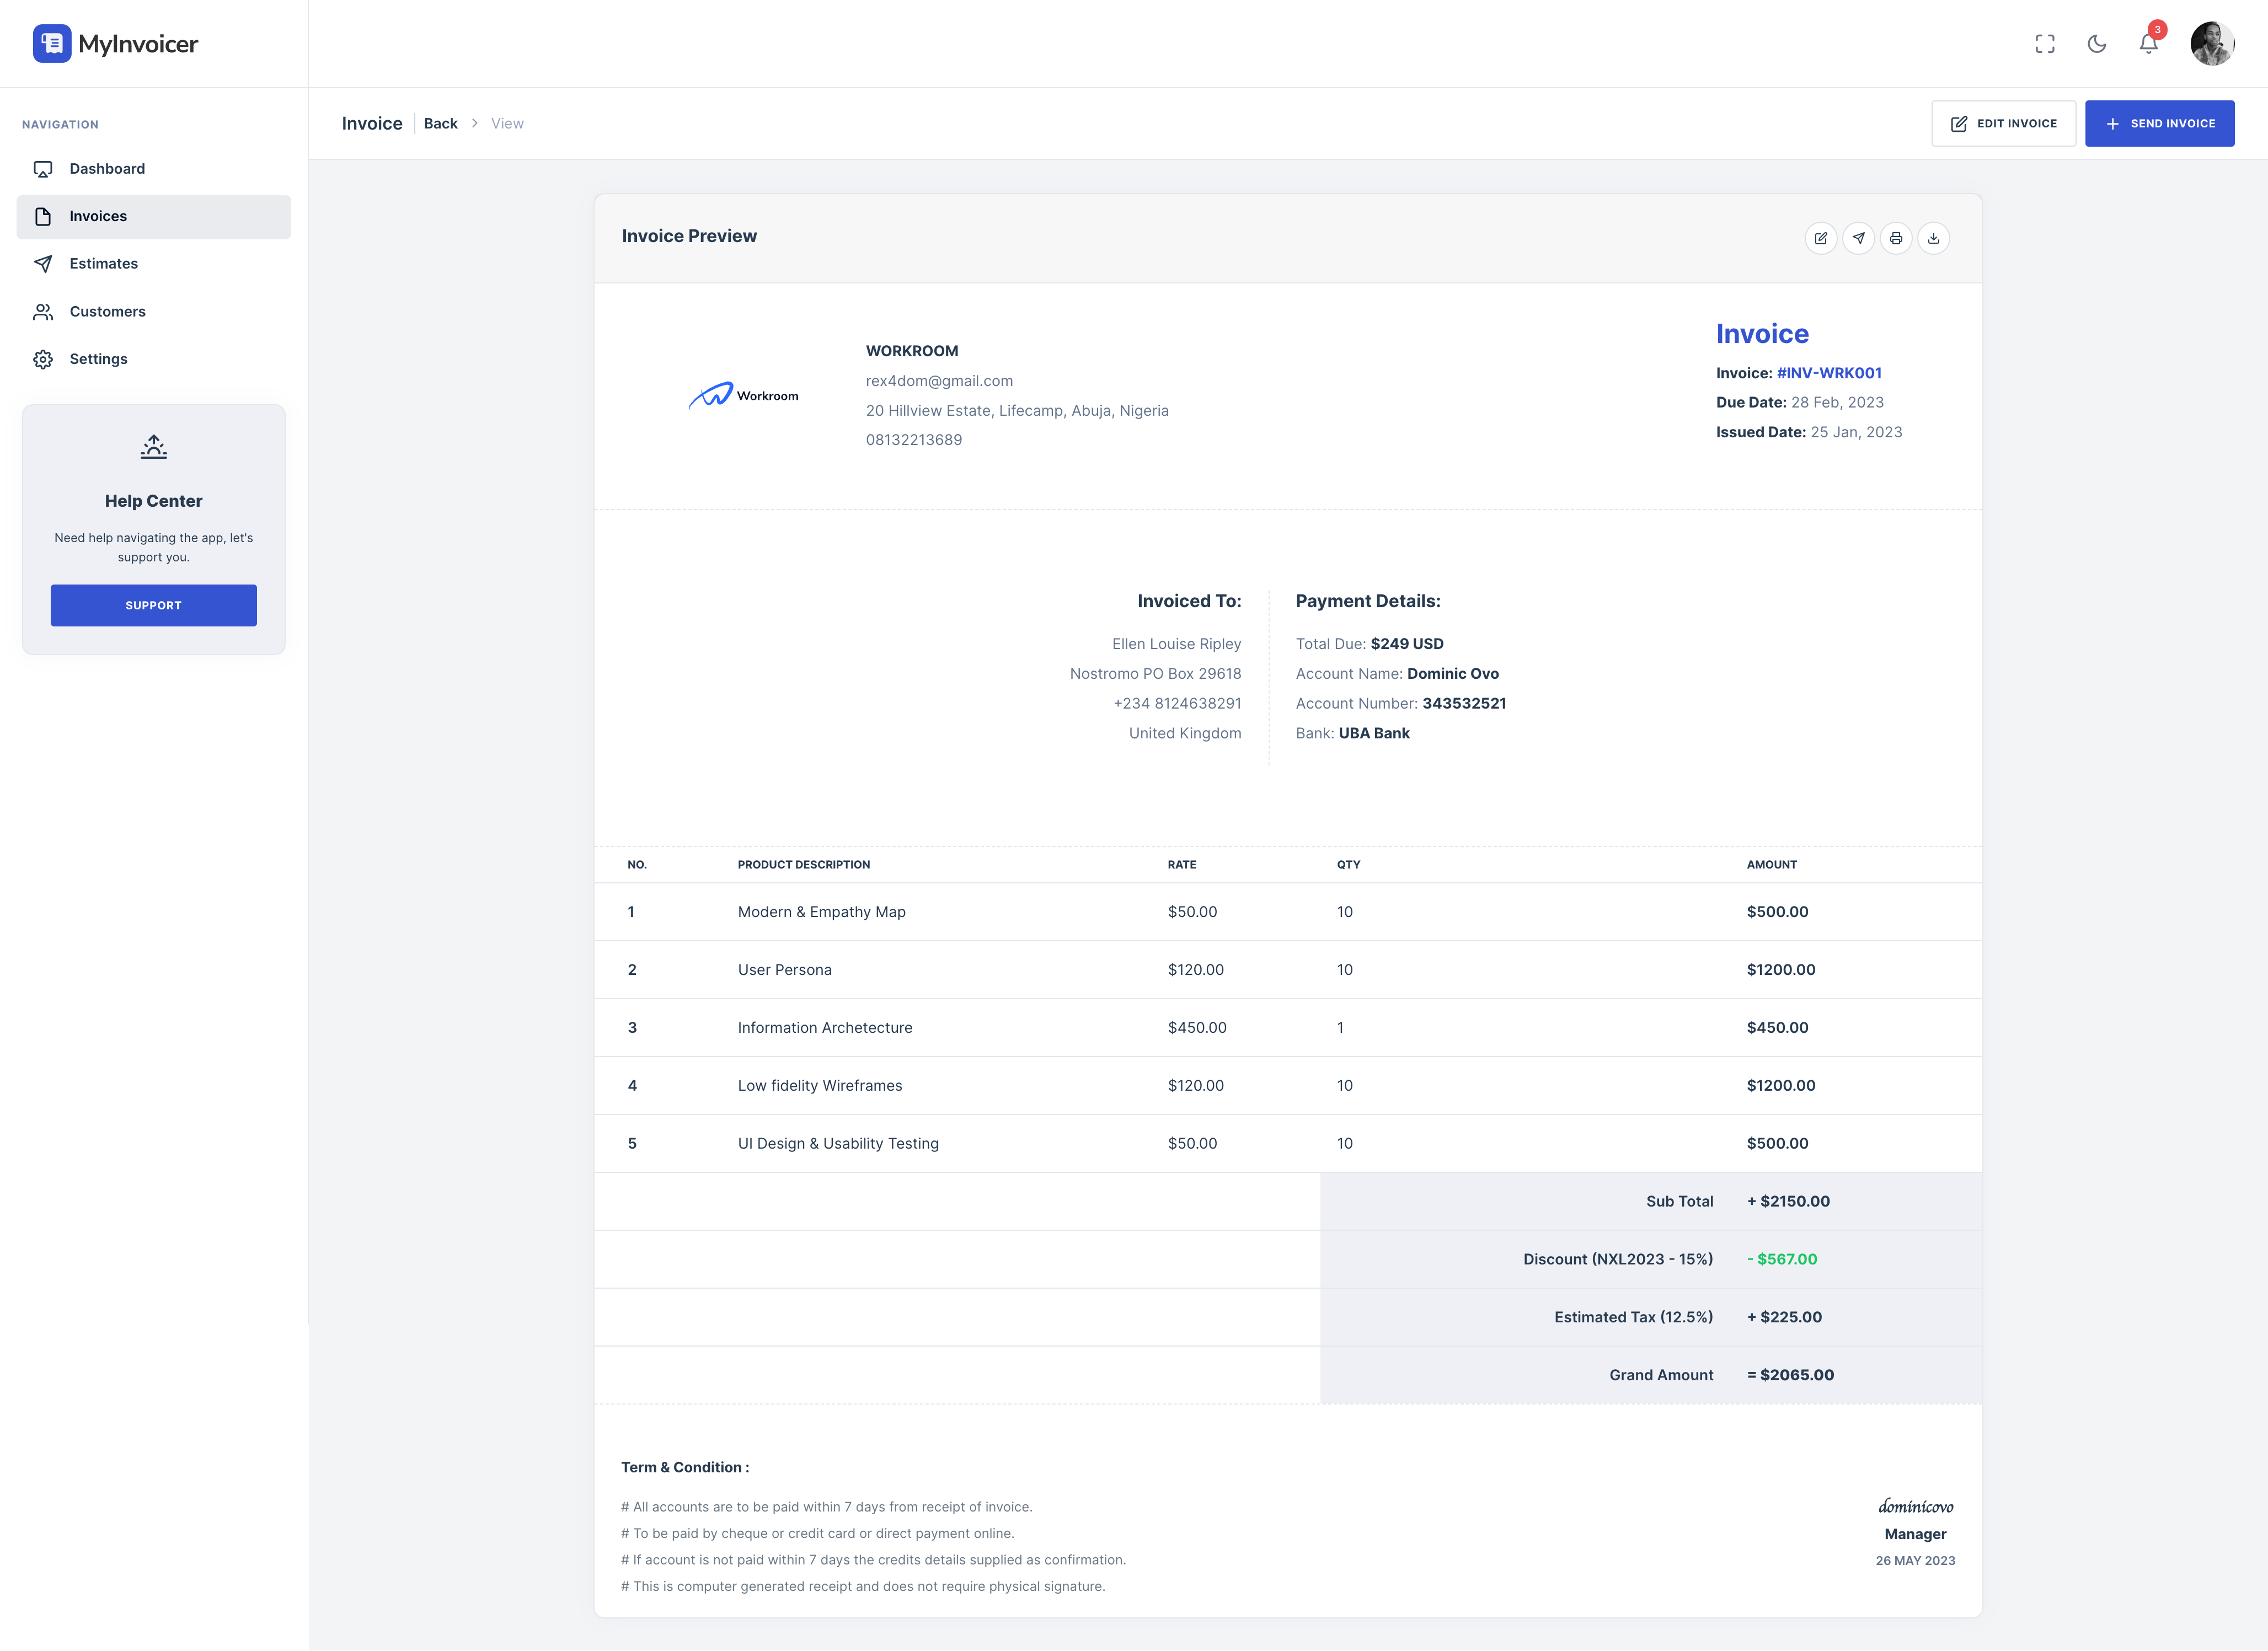 MyInvoicer
3
NAVIGATION
Dashboard
Invoices
Estimates
Customers
Settings
Help Center
Need help navigating the app, let's
support you.
SUPPORT
Invoice Back > View
EDIT INVOICE
+ SEND INVOICE
Invoice Preview
Workroom
WORKROOM
rex4dom@gmail.com
20 Hillview Estate, Lifecamp, Abuja, Nigeria
08132213689
Invoice
Invoice: #INV-WRK001
Due Date: 28 Feb, 2023
Issued Date: 25 Jan, 2023
Invoiced To:
Ellen Louise Ripley
Nostromo PO Box 29618
+234 8124638291
United Kingdom
Payment Details:
Total Due: $249 USD
Account Name: Dominic Ovo
Account Number: 343532521
Bank: UBA Bank
NO. PRODUCT DESCRIPTION RATE QTY AMOUNT
1 Modern & Empathy Map $50.00 10 $500.00
2 User Persona $120.00 10 $1200.00
3 Information Archetecture $450.00 1 $450.00
4 Low fidelity Wireframes $120.00 10 $1200.00
5 UI Design & Usability Testing $50.00 10 $500.00
Sub Total + $2150.00
Discount (NXL2023 - 15%) - $567.00
Estimated Tax (12.5%) + $225.00
Grand Amount = $2065.00
Term & Condition :
# All accounts are to be paid within 7 days from receipt of invoice.
# To be paid by cheque or credit card or direct payment online.
# If account is not paid within 7 days the credits details supplied as confirmation.
# This is computer generated receipt and does not require physical signature.
dominicovo
Manager
26 MAY 2023